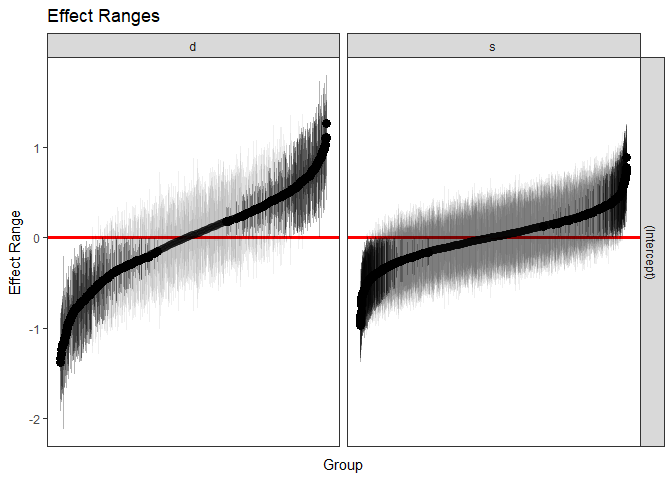 Effect Ranges
d
s
1
0
-1
-2
Effect Range
(Intercept)
Group